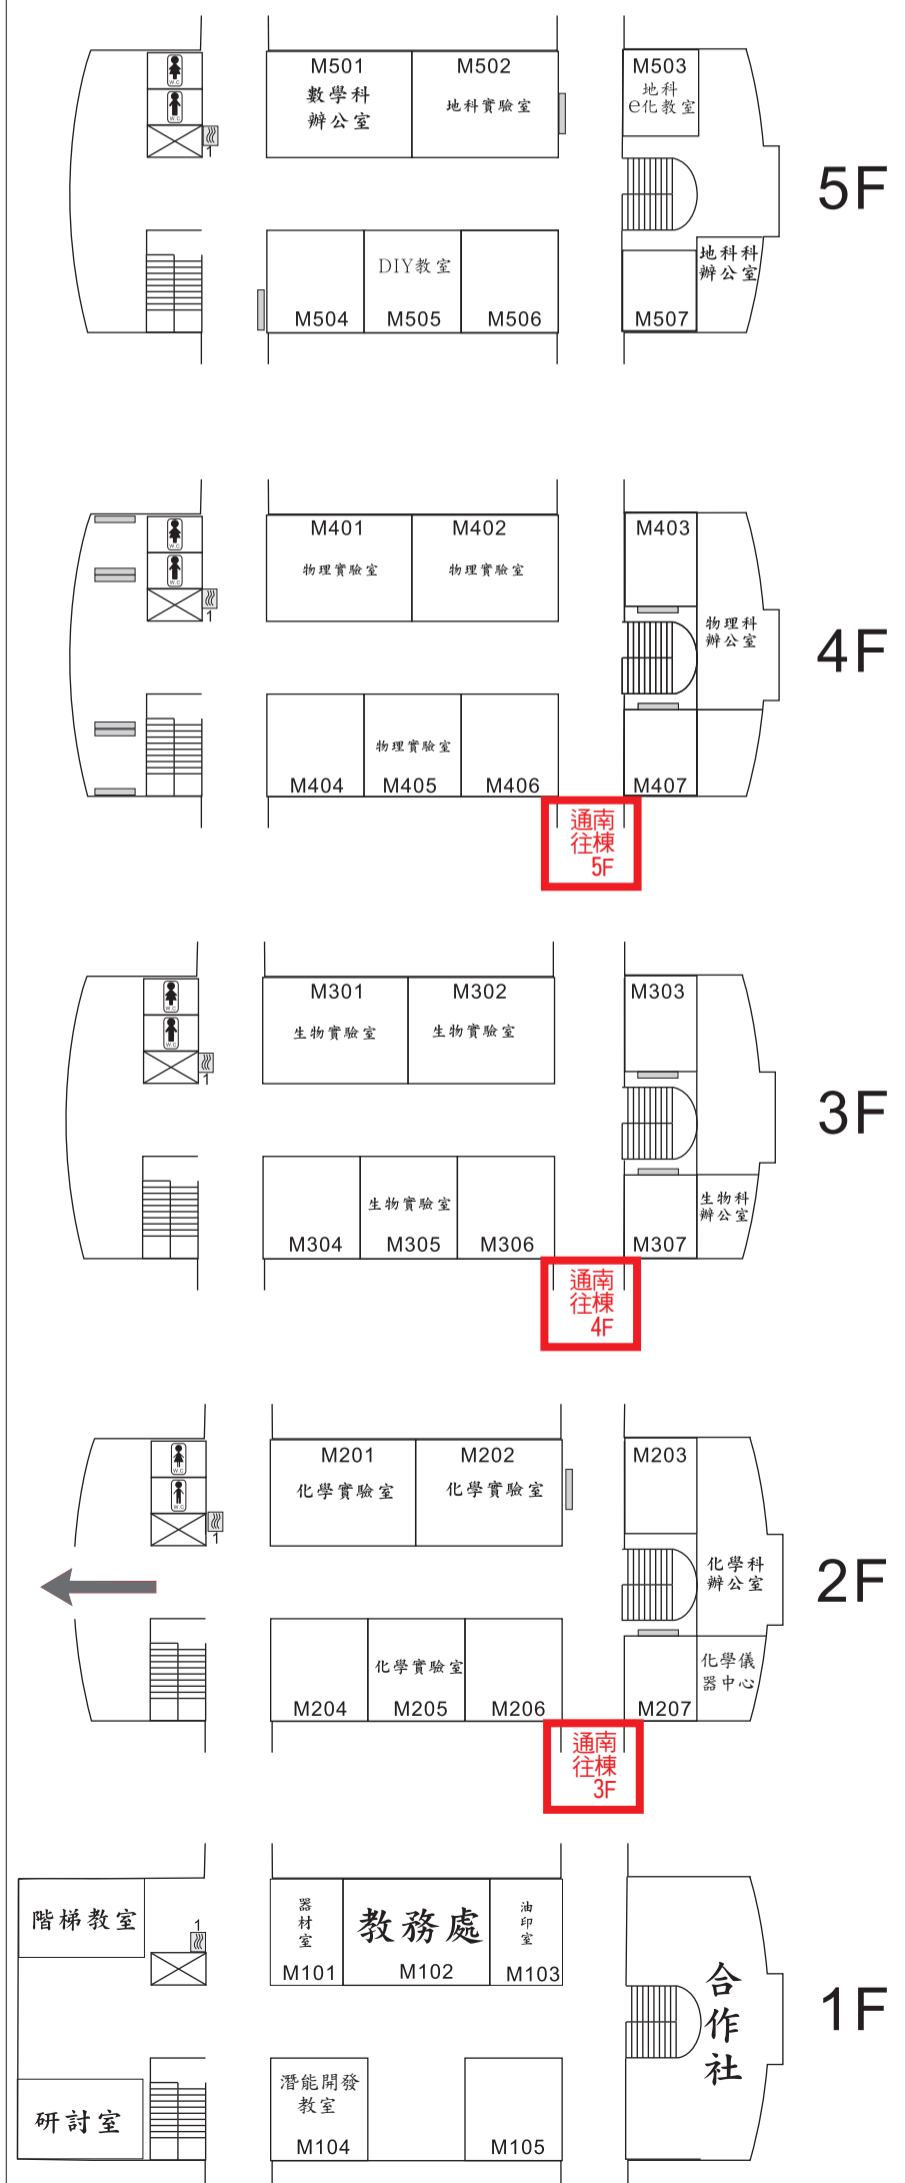 M501
數學科
辦公室
M502
地科實驗室
M503
地科
e化教室
5F
地科科
辦公室
DIY教室
M504
M505
M506
M507
W.C
W.C
1
M401
物理實驗室
M402
物理實驗室
M403
物理科
辦公室
4F
物理實驗室
M404
M405
M406
M407
W.C
W.C
1
通南
往棟
5F
M301
生物實驗室
M302
生物實驗室
M303
3F
生物實驗室
生物科
辦公室
M304
M305
M306
M307
W.C
W.C
1
通南
往棟
4F
M201
化學實驗室
M202
化學實驗室
M203
化學科
辦公室
2F
化學實驗室
化學儀
器中心
M204
M205
M206
M207
W.C
W.C
1
通南
往棟
3F
階梯教室
1
器材室
M101
教務處
M102
油印室
M103
合作社
1F
研討室
潛能開發
教室
M104
M105